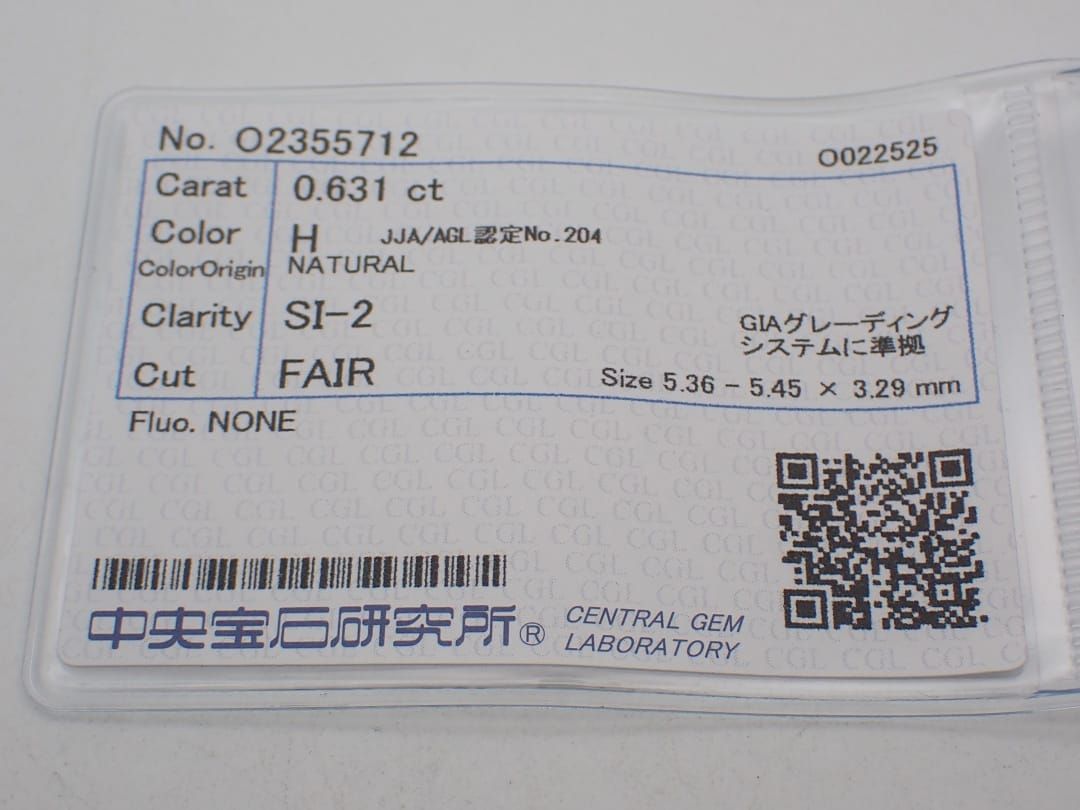 No. O2355712
O022525
Carat 0.631 ct
Color H JJA/AGL認定No.204
ColorOrigin NATURAL
Clarity SI-2
GIAグレーディング
システムに準拠
Cut FAIR
Size 5.36 - 5.45 × 3.29 mm
Fluo. NONE
中央宝石研究所® CENTRAL GEM
LABORATORY